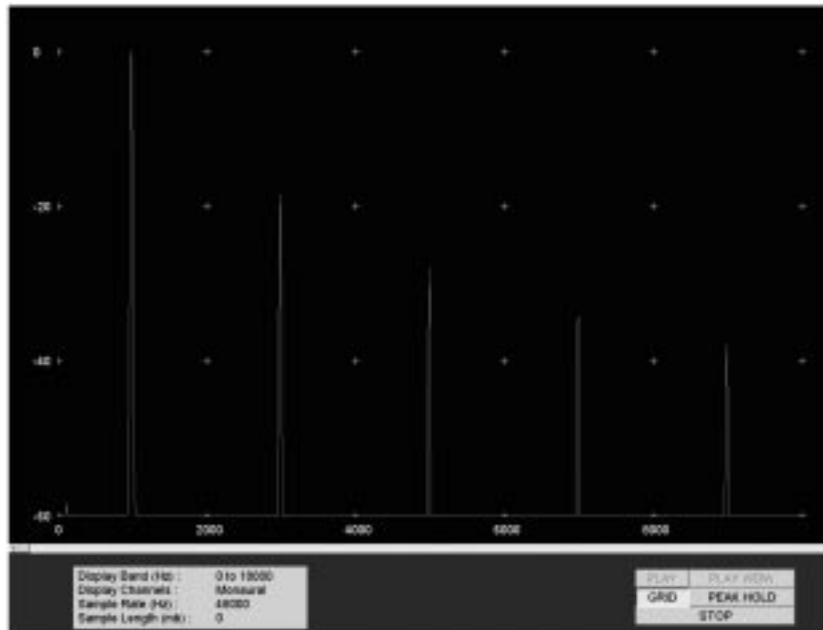 0
-20
-40
-60
0 2000 4000 6000 8000
Display Band (Hz) : 0 to 10000
Display Channels : Monaural
Sample Rate (Hz) : 48000
Sample Length (mk) : 0
PLAY PLAY WDW
GRID PEAK HOLD
STOP